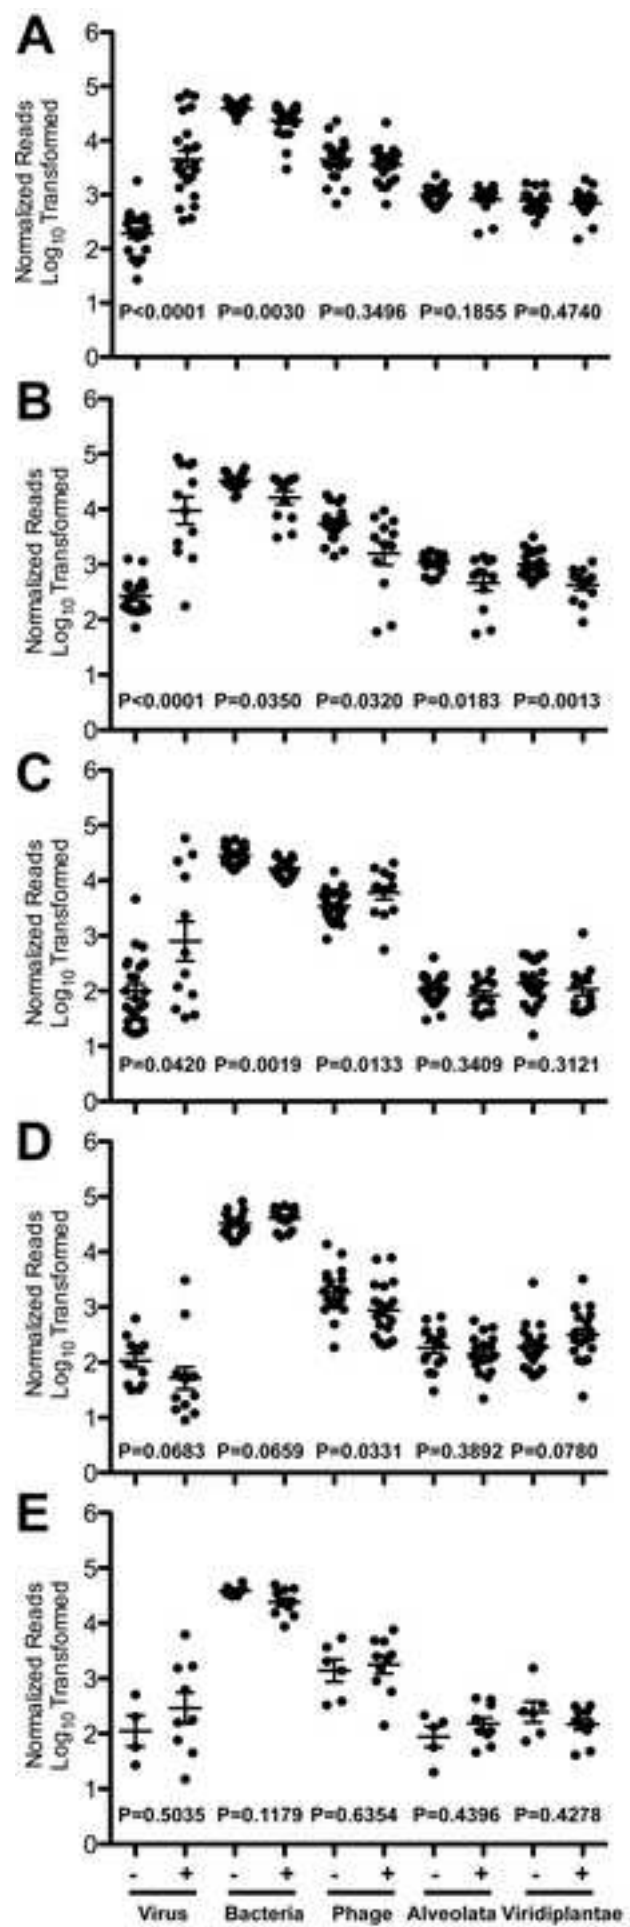 A
Normalized Reads
Log10 Transformed
6
5
4
3
2
1
0
P<0.0001 P=0.0030 P=0.3496 P=0.1855 P=0.4740
B
Normalized Reads
Log10 Transformed
6
5
4
3
2
1
0
P<0.0001 P=0.0350 P=0.0320 P=0.0183 P=0.0013
C
Normalized Reads
Log10 Transformed
6
5
4
3
2
1
0
P=0.0420 P=0.0019 P=0.0133 P=0.3409 P=0.3121
D
Normalized Reads
Log10 Transformed
6
5
4
3
2
1
0
P=0.0683 P=0.0659 P=0.0331 P=0.3892 P=0.0780
E
Normalized Reads
Log10 Transformed
6
5
4
3
2
1
0
P=0.5035 P=0.1179 P=0.6354 P=0.4396 P=0.4278
- + - + - + - + - +
Virus Bacteria Phage Alveolata Viridiplantae